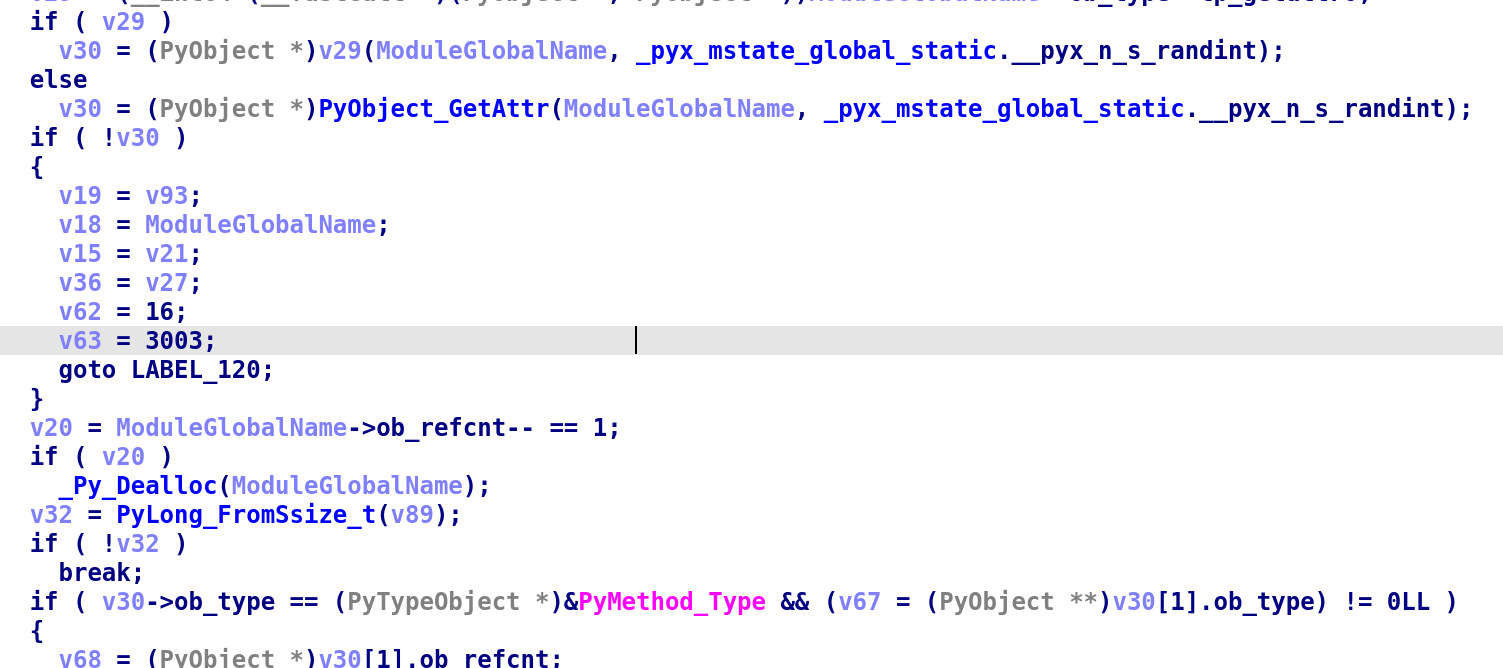 if ( v29 )
v30 = (PyObject *)v29(ModuleGlobalName, _pyx_mstate_global_static.__pyx_n_s_randint);
else
v30 = (PyObject *)PyObject_GetAttr(ModuleGlobalName, _pyx_mstate_global_static.__pyx_n_s_randint);
if ( !v30 )
{
v19 = v93;
v18 = ModuleGlobalName;
v15 = v21;
v36 = v27;
v62 = 16;
v63 = 3003;
goto LABEL_120;
}
v20 = ModuleGlobalName->ob_refcnt-- == 1;
if ( v20 )
_Py_Dealloc(ModuleGlobalName);
v32 = PyLong_FromSsize_t(v89);
if ( !v32 )
break;
if ( v30->ob_type == (PyTypeObject *)&PyMethod_Type && (v67 = (PyObject **)v30[1].ob_type) != 0LL )
{
v68 = (PyObject *)v30[1].ob_refcnt;